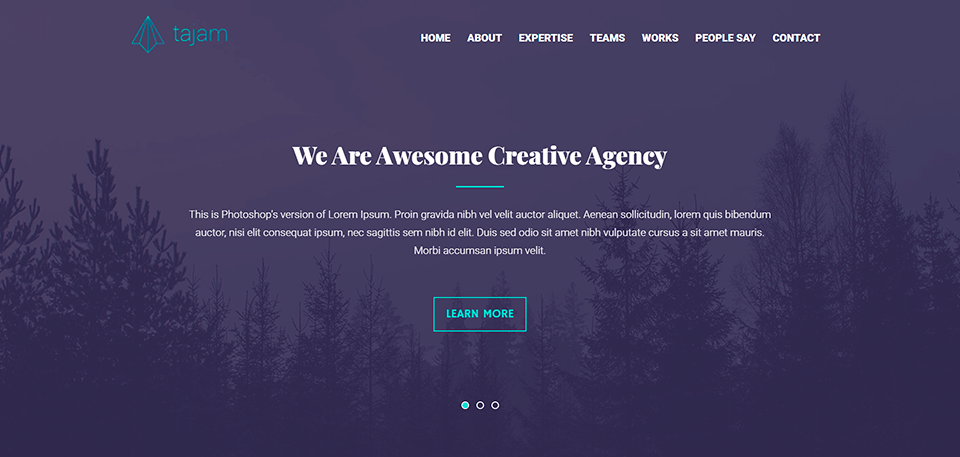 tajam
HOME ABOUT EXPERTISE TEAMS WORKS PEOPLE SAY CONTACT
We Are Awesome Creative Agency
This is Photoshop's version of Lorem Ipsum. Proin gravida nibh vel velit auctor aliquet. Aenean sollicitudin, lorem quis bibendum
auctor, nisi elit consequat ipsum, nec sagittis sem nibh id elit. Duis sed odio sit amet nibh vulputate cursus a sit amet mauris.
Morbi accumsan ipsum velit.
LEARN MORE